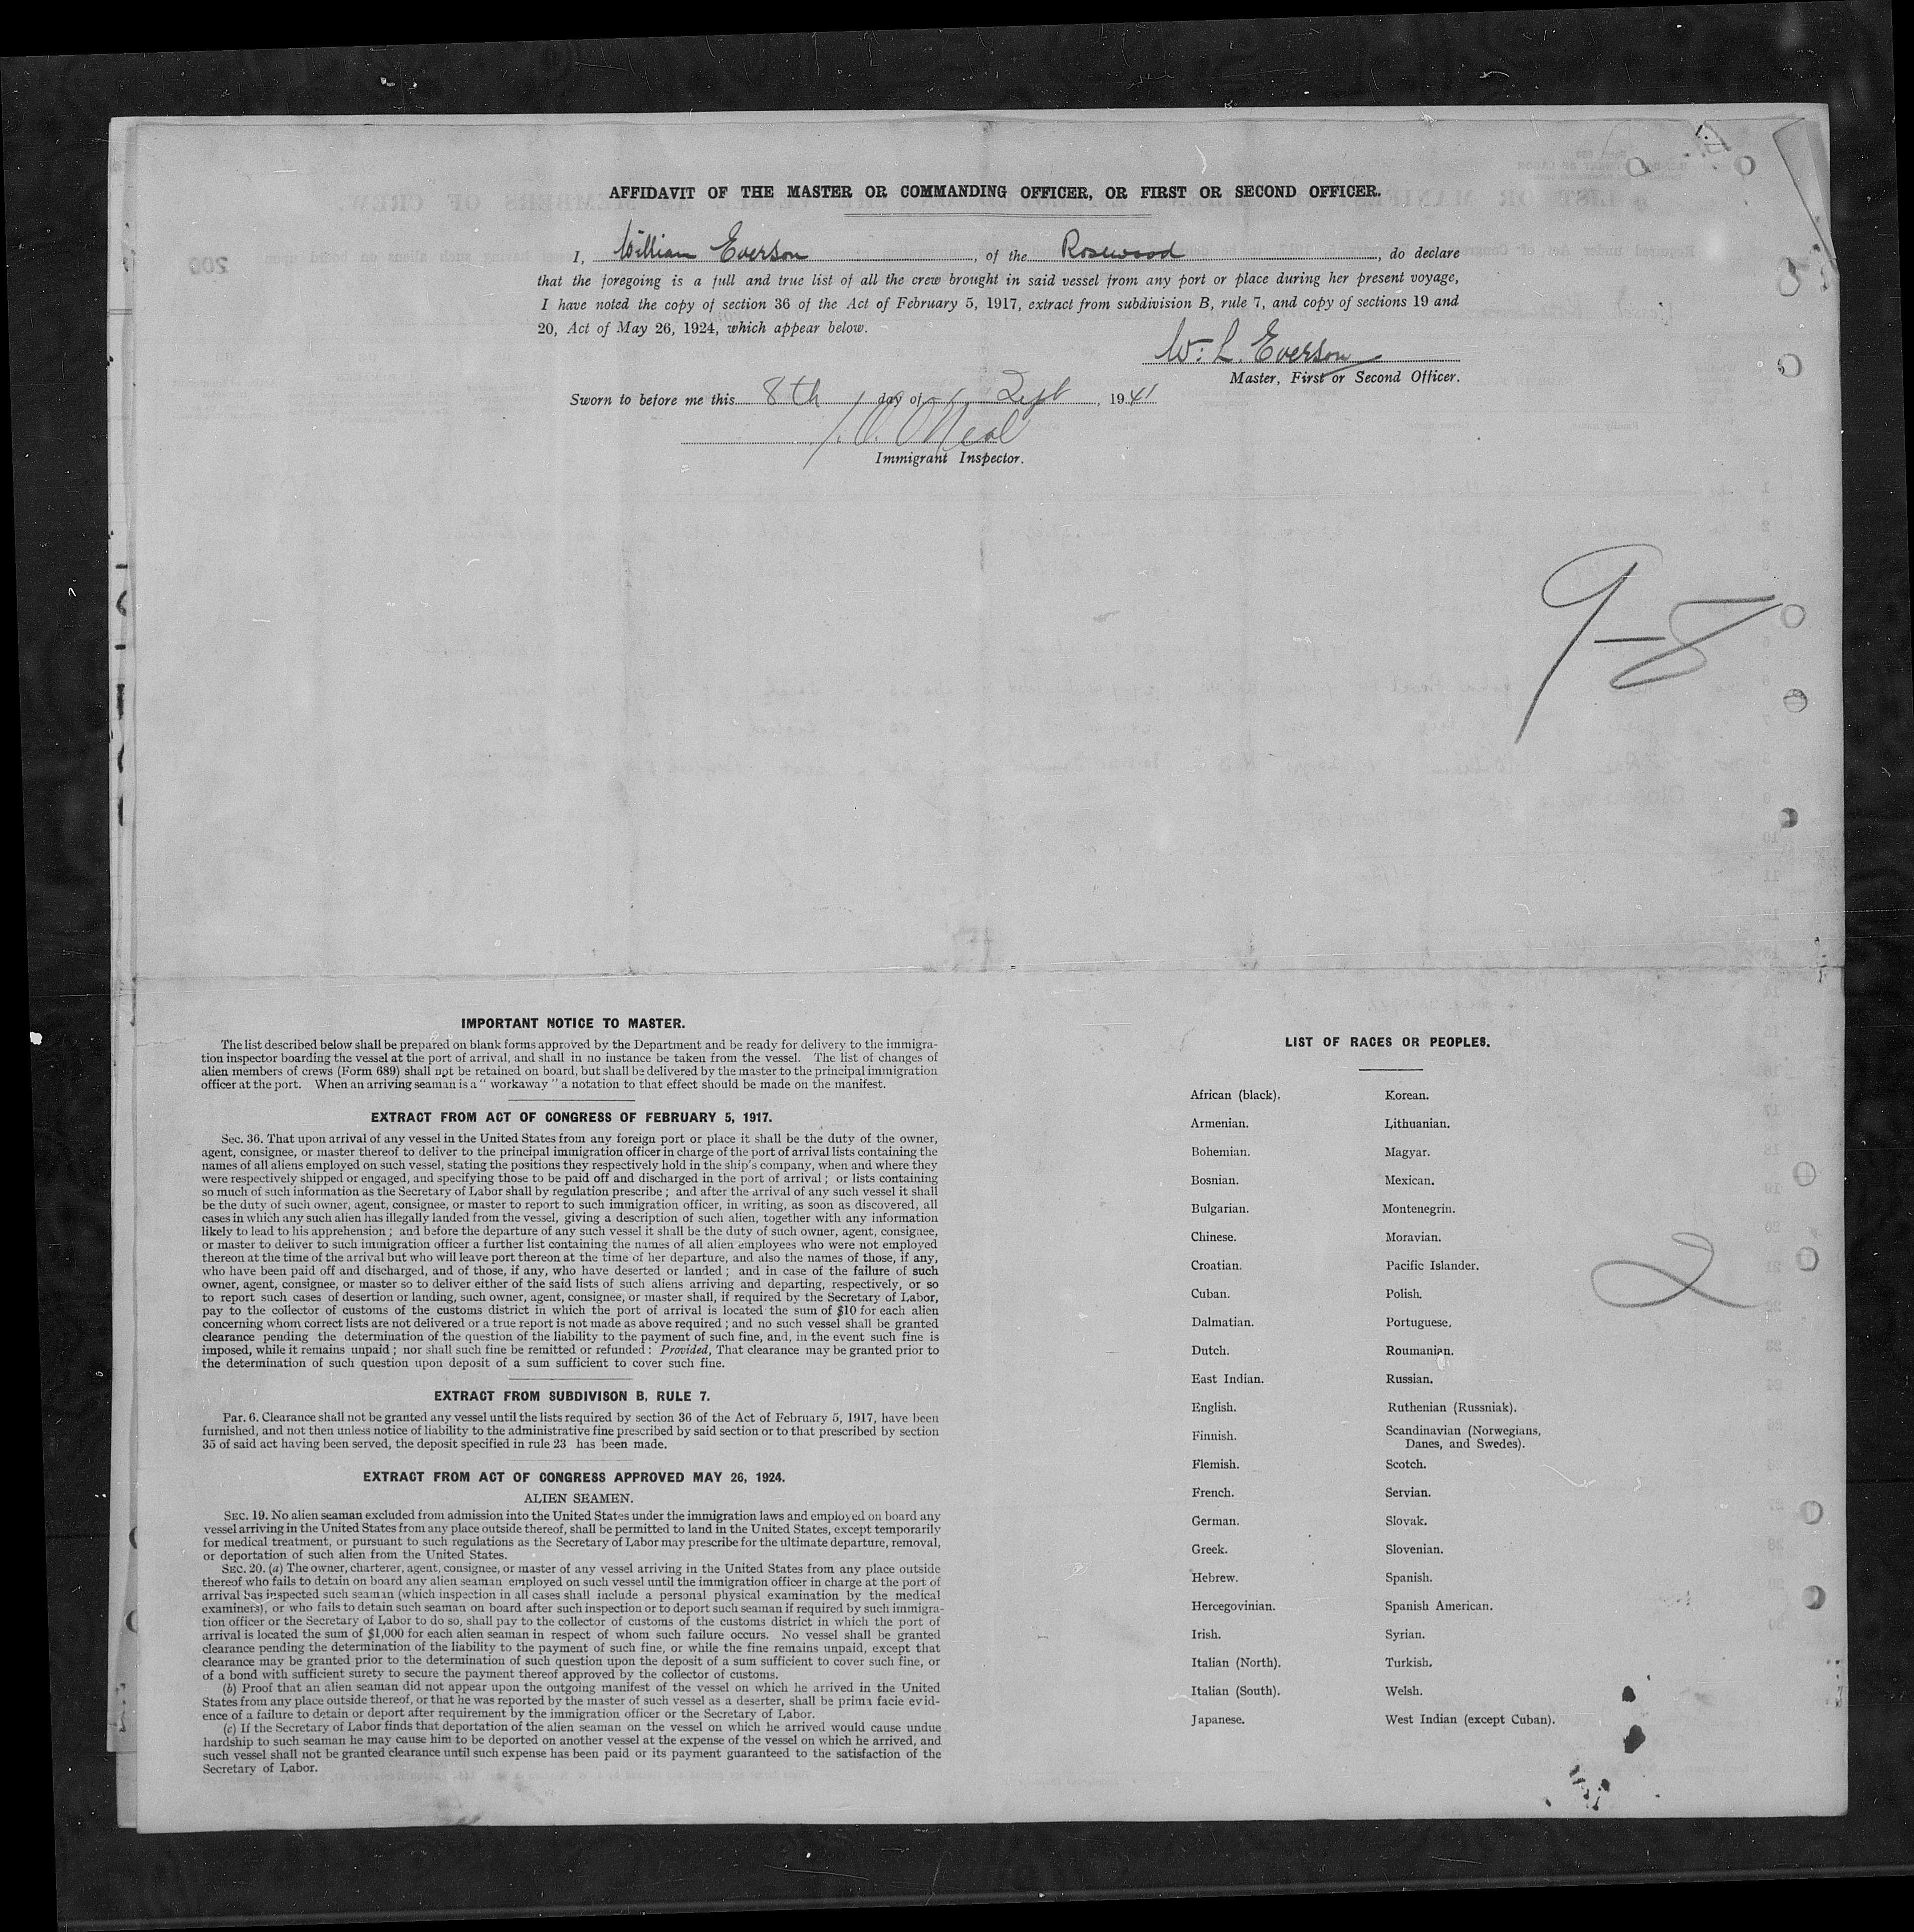 AFFIDAVIT OF THE MASTER OR COMMANDING OFFICER, OR FIRST OR SECOND OFFICER.
I, William Everson, of the Rosewood, do declare
that the foregoing is a full and true list of all the crew brought in said vessel from any port or place during her present voyage,
I have noted the copy of section 36 of the Act of February 5, 1917, extract from subdivision B, rule 7, and copy of sections 19 and
20, Act of May 26, 1924, which appear below.
W. L. Everson
Master, First or Second Officer.
Sworn to before me this 8th day of Sept, 1941
O'Neal
Immigrant Inspector.
9-8
IMPORTANT NOTICE TO MASTER.
The list described below shall be prepared on blank forms approved by the Department and be ready for delivery to the immigra-
tion inspector boarding the vessel at the port of arrival, and shall in no instance be taken from the vessel. The list of changes of
alien members of crews (Form 689) shall not be retained on board, but shall be delivered by the master to the principal immigration
officer at the port. When an arriving seaman is a "workaway" a notation to that effect should be made on the manifest.
EXTRACT FROM ACT OF CONGRESS OF FEBRUARY 5, 1917.
Sec. 36. That upon arrival of any vessel in the United States from any foreign port or place it shall be the duty of the owner,
agent, consignee, or master thereof to deliver to the principal immigration officer in charge of the port of arrival lists containing the
names of all aliens employed on such vessel, stating the positions they respectively hold in the ship's company, when and where they
were respectively shipped or engaged, and specifying those to be paid off and discharged in the port of arrival; or lists containing
so much of such information as the Secretary of Labor shall by regulation prescribe; and after the arrival of any such vessel it shall
be the duty of such owner, agent, consignee, or master to report to such immigration officer, in writing, as soon as discovered, all
cases in which any such alien has illegally landed from the vessel, giving a description of such alien, together with any information
likely to lead to his apprehension; and before the departure of any such vessel it shall be the duty of such owner, agent, consignee,
or master to deliver to such immigration officer a further list containing the names of all alien employees who were not employed
thereon at the time of the arrival but who will leave port thereon at the time of her departure, and also the names of those, if any,
who have been paid off and discharged, and of those, if any, who have deserted or landed; and in case of the failure of such
owner, agent, consignee, or master so to deliver either of the said lists of such aliens arriving and departing, respectively, or so
to report such cases of desertion or landing, such owner, agent, consignee, or master shall, if required by the Secretary of Labor,
pay to the collector of customs of the customs district in which the port of arrival is located the sum of $10 for each alien
concerning whom correct lists are not delivered or a true report is not made as above required; and no such vessel shall be granted
clearance pending the determination of the question of the liability to the payment of such fine, and, in the event such fine is
imposed, while it remains unpaid; nor shall such fine be remitted or refunded: Provided, That clearance may be granted prior to
the determination of such question upon deposit of a sum sufficient to cover such fine.
EXTRACT FROM SUBDIVISON B, RULE 7.
Par. 6. Clearance shall not be granted any vessel until the lists required by section 36 of the Act of February 5, 1917, have been
furnished, and not then unless notice of liability to the administrative fine prescribed by said section or to that prescribed by section
35 of said act having been served, the deposit specified in rule 23 has been made.
EXTRACT FROM ACT OF CONGRESS APPROVED MAY 26, 1924.
ALIEN SEAMEN.
SEC. 19. No alien seaman excluded from admission into the United States under the immigration laws and employed on board any
vessel arriving in the United States from any place outside thereof, shall be permitted to land in the United States, except temporarily
for medical treatment, or pursuant to such regulations as the Secretary of Labor may prescribe for the ultimate departure, removal,
or deportation of such alien from the United States.
SEC. 20. (a) The owner, charterer, agent, consignee, or master of any vessel arriving in the United States from any place outside
thereof who fails to detain on board any alien seaman employed on such vessel until the immigration officer in charge at the port of
arrival has inspected such seaman (which inspection in all cases shall include a personal physical examination by the medical
examiners), or who fails to detain such seaman on board after such inspection or to deport such seaman if required by such immigra-
tion officer or the Secretary of Labor to do so, shall pay to the collector of customs of the customs district in which the port of
arrival is located the sum of $1,000 for each alien seaman in respect of whom such failure occurs. No vessel shall be granted
clearance pending the determination of the liability to the payment of such fine, or while the fine remains unpaid, except that
clearance may be granted prior to the determination of such question upon the deposit of a sum sufficient to cover such fine, or
of a bond with sufficient surety to secure the payment thereof approved by the collector of customs.
(b) Proof that an alien seaman did not appear upon the outgoing manifest of the vessel on which he arrived in the United
States from any place outside thereof, or that he was reported by the master of such vessel as a deserter, shall be prima facie evid-
ence of a failure to detain or deport after requirement by the immigration officer or the Secretary of Labor.
(c) If the Secretary of Labor finds that deportation of the alien seaman on the vessel on which he arrived would cause undue
hardship to such seaman he may cause him to be deported on another vessel at the expense of the vessel on which he arrived, and
such vessel shall not be granted clearance until such expense has been paid or its payment guaranteed to the satisfaction of the
Secretary of Labor.
LIST OF RACES OR PEOPLES.
African (black). Korean.
Armenian. Lithuanian.
Bohemian. Magyar.
Bosnian. Mexican.
Bulgarian. Montenegrin.
Chinese. Moravian.
Croatian. Pacific Islander.
Cuban. Polish.
Dalmatian. Portuguese.
Dutch. Roumanian.
East Indian. Russian.
English. Ruthenian (Russniak).
Finnish. Scandinavian (Norwegians,
Danes, and Swedes).
Flemish. Scotch.
French. Servian.
German. Slovak.
Greek. Slovenian.
Hebrew. Spanish.
Hercegovinian. Spanish American.
Irish. Syrian.
Italian (North). Turkish.
Italian (South). Welsh.
Japanese. West Indian (except Cuban).
2